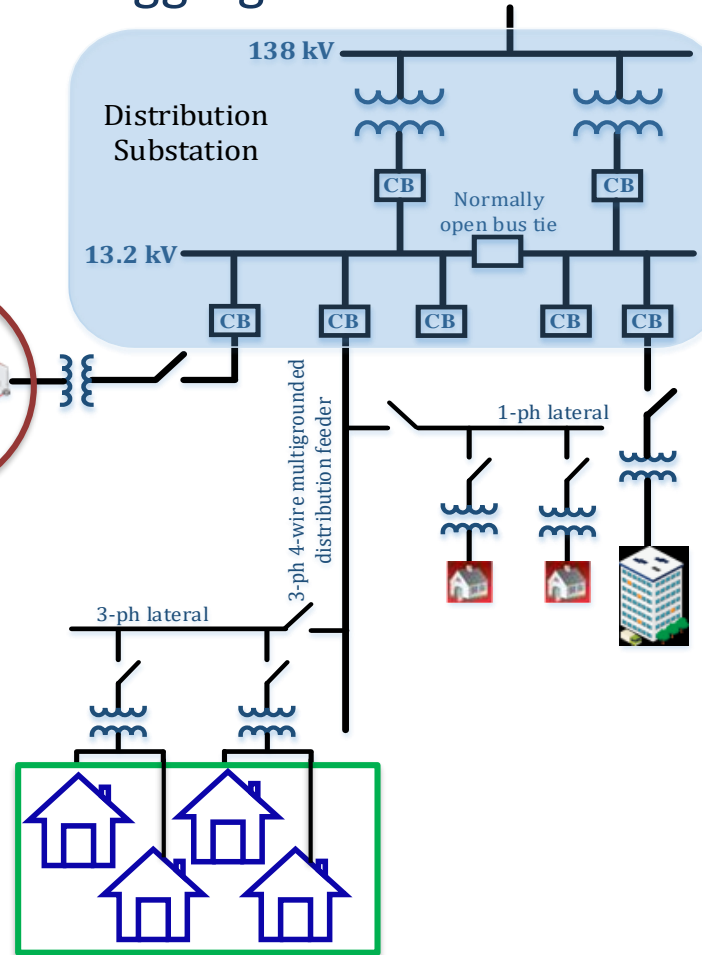 138 kV
Distribution
Substation
CB
CB
Normally
open bus tie
13.2 kV
CB
CB
CB
CB
CB
3-ph 4-wire multigrounded
distribution feeder
1-ph lateral
3-ph lateral